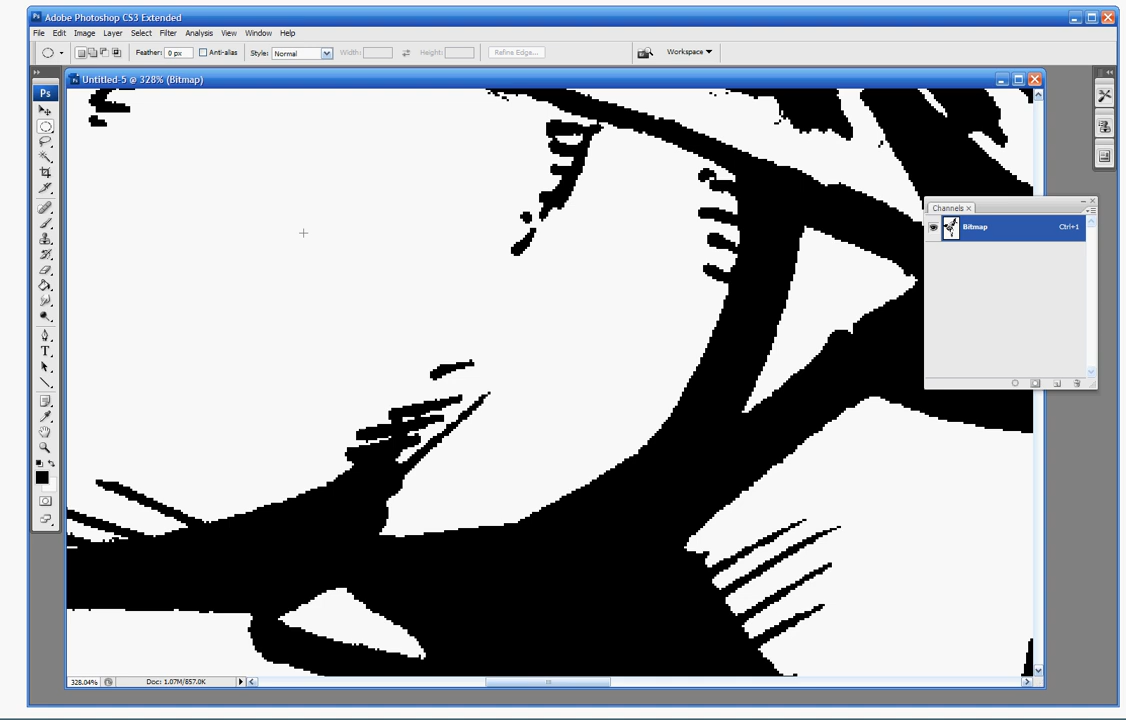 Ps Adobe Photoshop CS3 Extended
File Edit Image Layer Select Filter Analysis View Window Help
Feather: 0 px Anti-alias Style: Normal Width: Height: Refine Edge... Workspace
Untitled-5 @ 328% (Bitmap)
Ps
T
Channels x
Bitmap Ctrl+1
328.04% Doc: 1.07M/857.0K